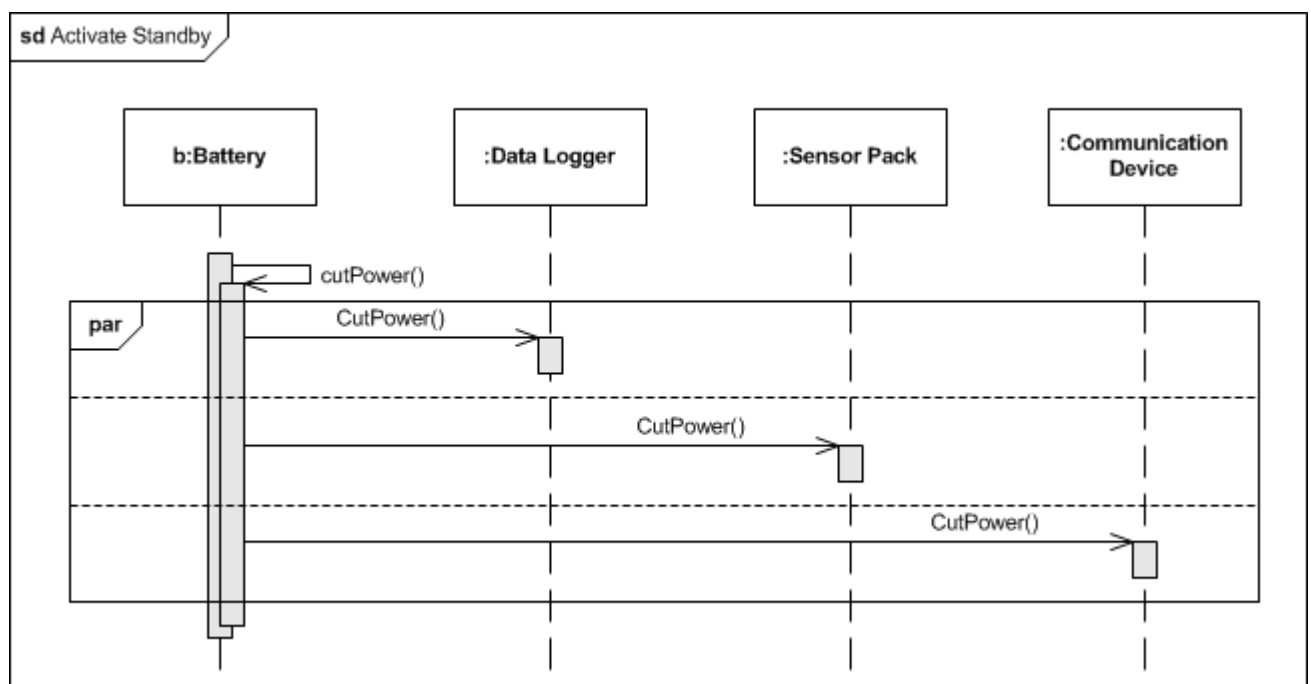 sd Activate Standby
b:Battery
:Data Logger
:Sensor Pack
:Communication
Device
cutPower()
par
CutPower()
CutPower()
CutPower()